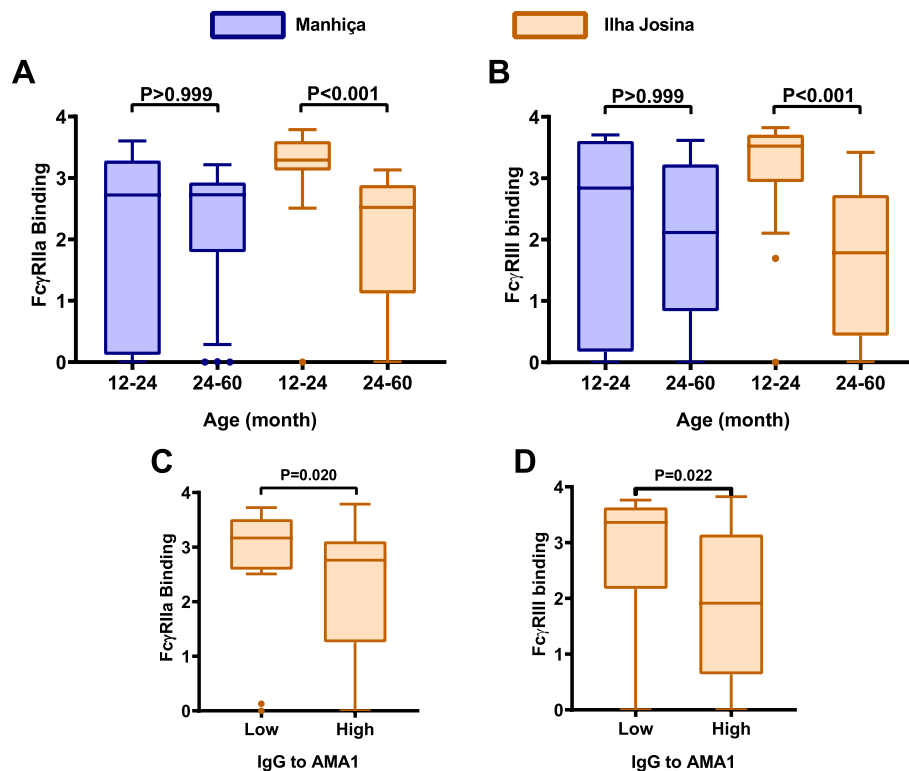 Manhiça
Ilha Josina
A
P>0.999
P<0.001
FcγRIIa Binding
4
3
2
1
0
12-24
24-60
12-24
24-60
Age (month)
B
P>0.999
P<0.001
FcγRIII binding
4
3
2
1
0
12-24
24-60
12-24
24-60
Age (month)
C
P=0.020
FcγRIIa Binding
4
3
2
1
0
Low
High
IgG to AMA1
D
P=0.022
FcγRIII binding
4
3
2
1
0
Low
High
IgG to AMA1